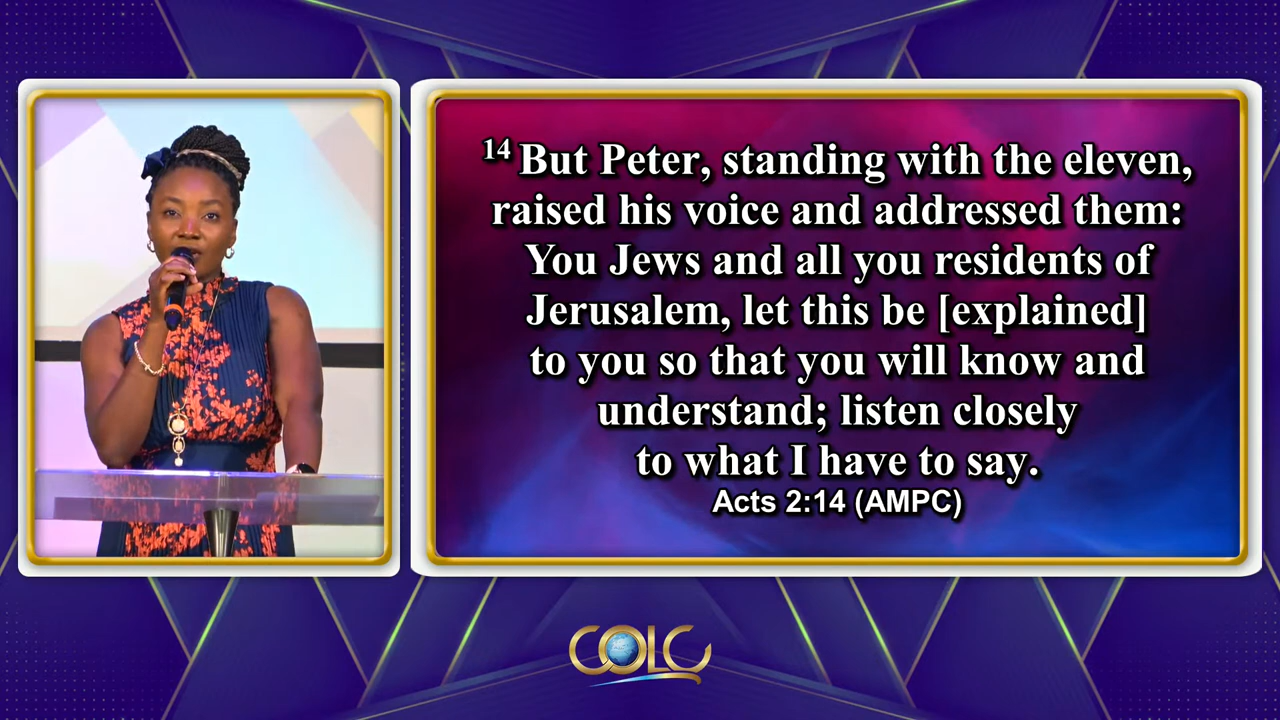 14 But Peter, standing with the eleven,
raised his voice and addressed them:
You Jews and all you residents of
Jerusalem, let this be [explained]
to you so that you will know and
understand; listen closely
to what I have to say.
Acts 2:14 (AMPC)
COLC